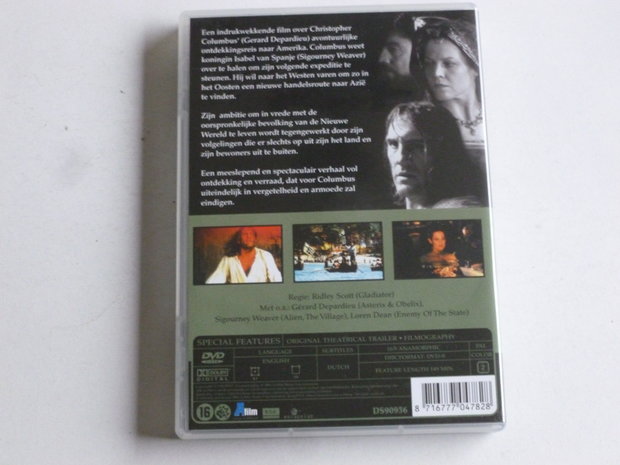 Een indrukwekkende film over Christopher
Columbus' (Gerard Depardieu) avontuurlijke
ontdekkingsreis naar Amerika. Columbus weet
koningin Isabel van Spanje (Sigourney Weaver)
over te halen om zijn volgende expeditie te
steunen. Hij wil naar het Westen varen om zo in
het Oosten een nieuwe handelsroute naar Azië
te vinden.
Zijn ambitie om in vrede met de
oorspronkelijke bevolking van de Nieuwe
Wereld te leven wordt tegengewerkt door zijn
volgelingen die er slechts op uit zijn het land en
zijn bewoners uit te buiten.
Een meeslepend en spectaculair verhaal vol
ontdekking en verraad, dat voor Columbus
uiteindelijk in vergetelheid en armoede zal
eindigen.
Regie: Ridley Scott (Gladiator)
Met o.a.: Gérard Depardieu (Asterix & Obelix),
Sigourney Weaver (Alien, The Village), Loren Dean (Enemy Of The State)
SPECIAL FEATURES ORIGINAL THEATRICAL TRAILER • FILMOGRAPHY
DVD LANGUAGE SUBTITLES 16:9 ANAMORPHIC PAL
ENGLISH DUTCH COLOR
DOLBY DIGITAL FEATURE LENGTH 149 MIN. 2
16 Afilm DS90936
8 716777 047828